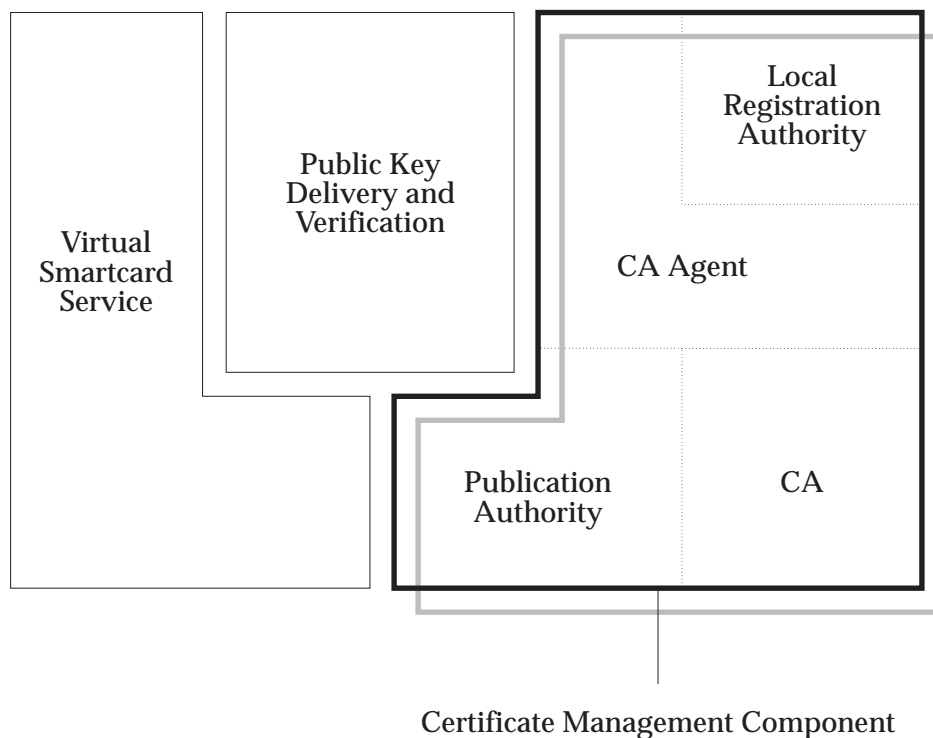 Virtual
Smartcard
Service
Public Key
Delivery and
Verification
Local
Registration
Authority
CA Agent
Publication
Authority
CA
Certificate Management Component